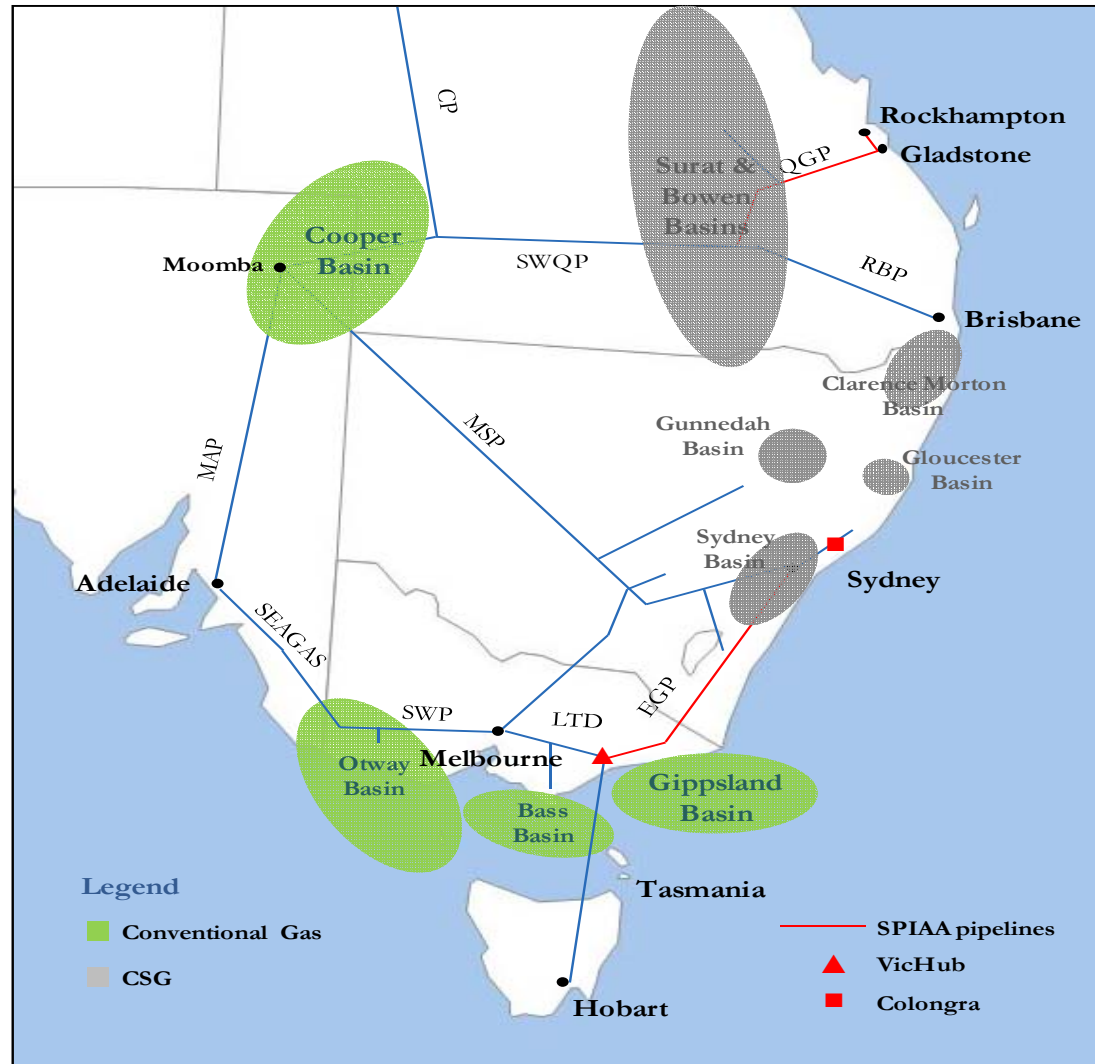 CP
Rockhampton
Gladstone
QGP
Surat &
Bowen
Basins
Cooper
Basin
Moomba
SWQP
RBP
Brisbane
Clarence Morton
Basin
Gunnedah
Basin
Gloucester
Basin
MSP
MAP
Sydney
Basin
Sydney
Adelaide
SEAGAS
EGP
SWP
LTD
Melbourne
Otway
Basin
Bass
Basin
Gippsland
Basin
Tasmania
Hobart
Legend
Conventional Gas
CSG
SPIAA pipelines
VicHub
Colongra